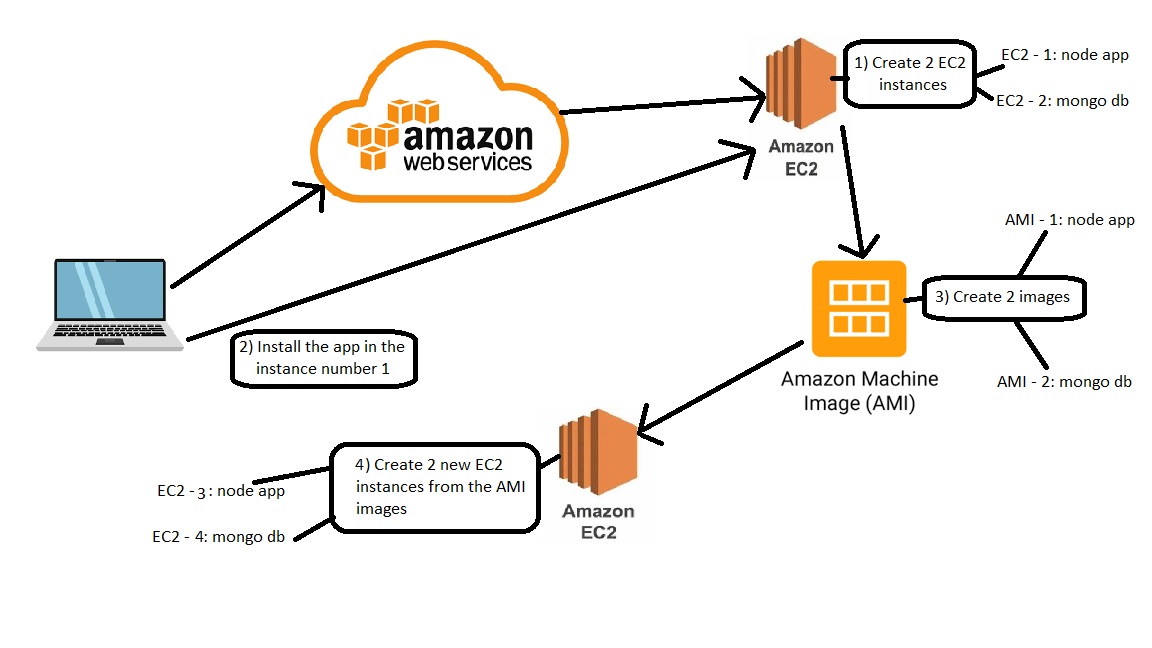 amazon
web services
Amazon
EC2
1) Create 2 EC2
instances
EC2 - 1: node app
EC2 - 2: mongo db
2) Install the app in the
instance number 1
Amazon Machine
Image (AMI)
3) Create 2 images
AMI - 1: node app
AMI - 2: mongo db
Amazon
EC2
4) Create 2 new EC2
instances from the AMI
images
EC2 - 3 : node app
EC2 - 4: mongo db